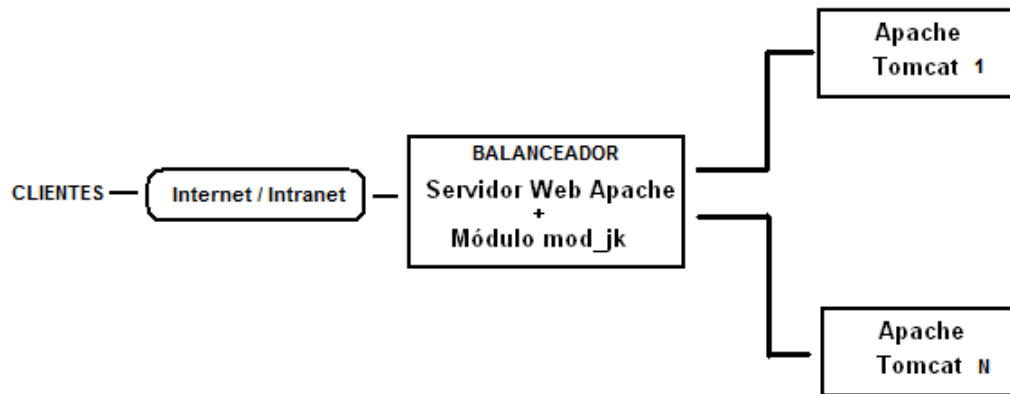 Apache
Tomcat 1
CLIENTES
Internet / Intranet
BALANCEADOR
Servidor Web Apache
+
Módulo mod_jk
Apache
Tomcat N